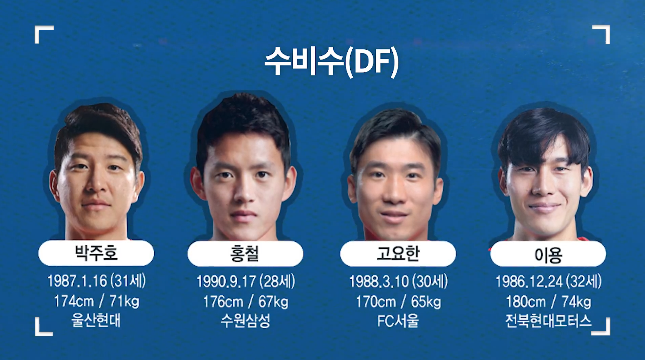 수비수(DF)
박주호
1987.1.16 (31세)
174cm / 71kg
울산현대
홍철
1990.9.17 (28세)
176cm / 67kg
수원삼성
고요한
1988.3.10 (30세)
170cm / 65kg
FC서울
이용
1986.12.24 (32세)
180cm / 74kg
전북현대모터스